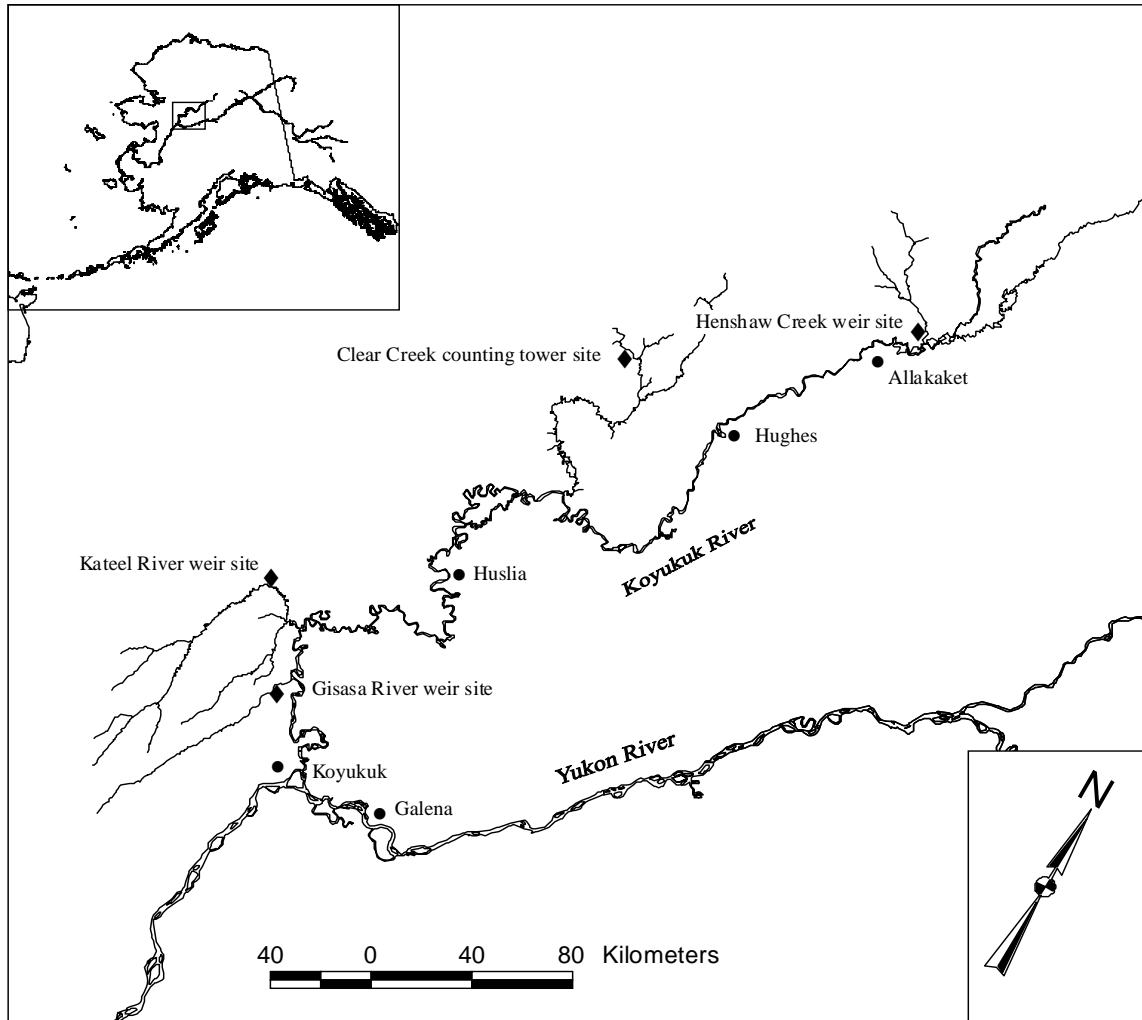 Henshaw Creek weir site
Clear Creek counting tower site
Allakaket
Hughes
Koyukuk River
Kateel River weir site
Huslia
Gisasa River weir site
Yukon River
Koyukuk
Galena
N
40 0 40 80 Kilometers